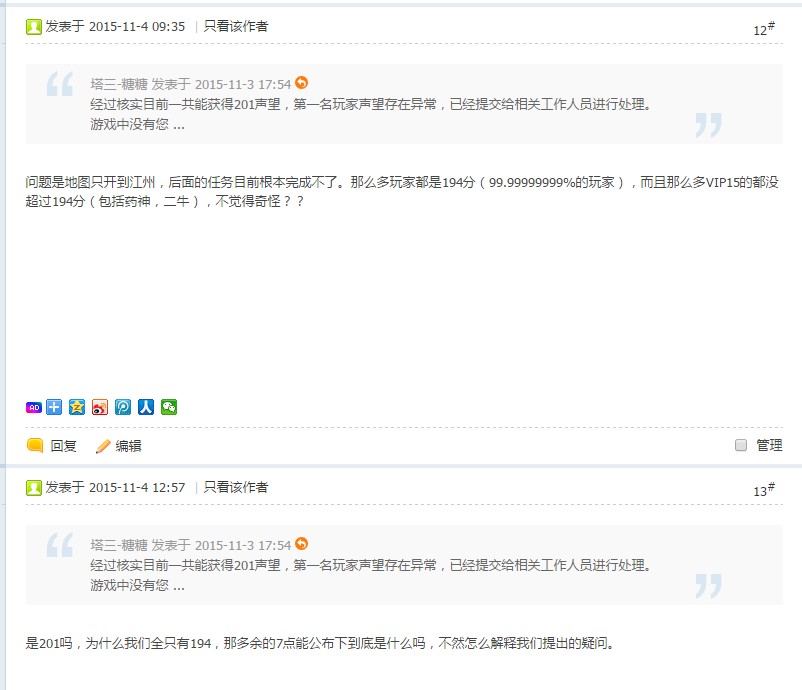 发表于 2015-11-4 09:35 | 只看该作者
12#
塔三-糖糖 发表于 2015-11-3 17:54
经过核实目前一共能获得201声望，第一名玩家声望存在异常，已经提交给相关工作人员进行处理。
游戏中没有您 ...
问题是地图只开到江州，后面的任务目前根本完成不了。那么多玩家都是194分（99.99999999%的玩家），而且那么多VIP15的都没
超过194分（包括药神，二牛），不觉得奇怪？？
AD
回复 编辑 管理
发表于 2015-11-4 12:57 | 只看该作者
13#
塔三-糖糖 发表于 2015-11-3 17:54
经过核实目前一共能获得201声望，第一名玩家声望存在异常，已经提交给相关工作人员进行处理。
游戏中没有您 ...
是201吗，为什么我们全只有194，那多余的7点能公布下到底是什么吗，不然怎么解释我们提出的疑问。